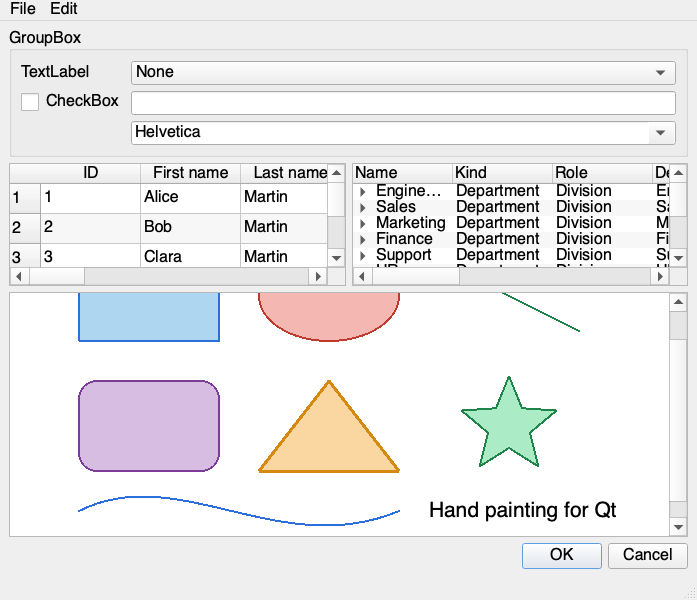 File Edit
GroupBox
TextLabel None
CheckBox
Helvetica
ID First name Last name
1 1 Alice Martin
2 2 Bob Martin
3 3 Clara Martin
Name Kind Role
Engine… Department Division
Sales Department Division
Marketing Department Division
Finance Department Division
Support Department Division
Hand painting for Qt
OK Cancel